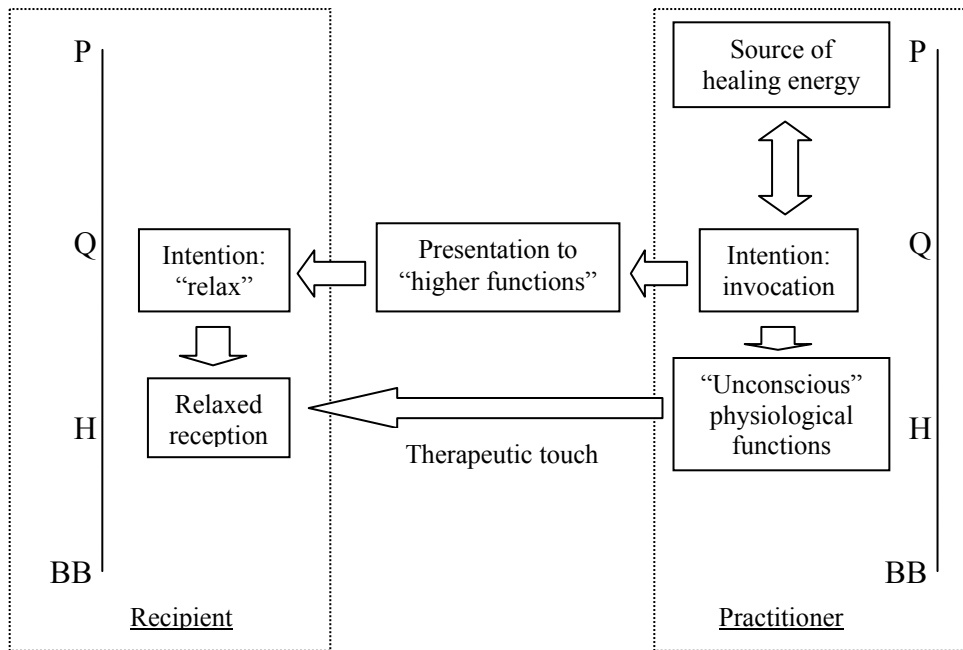 P
Source of
healing energy
P
Q
Intention:
“relax”
Presentation to
“higher functions”
Intention:
invocation
Q
H
Relaxed
reception
Therapeutic touch
“Unconscious”
physiological
functions
H
BB
BB
Recipient
Practitioner